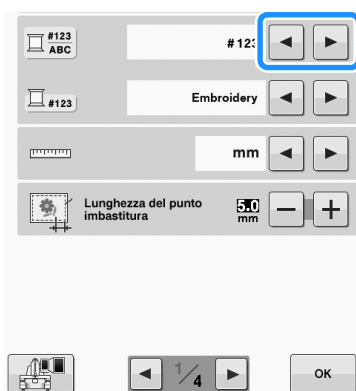 #123
ABC
#123
#123
Embroidery
mm
Lunghezza del punto
imbastitura
5.0
mm
1/4
OK